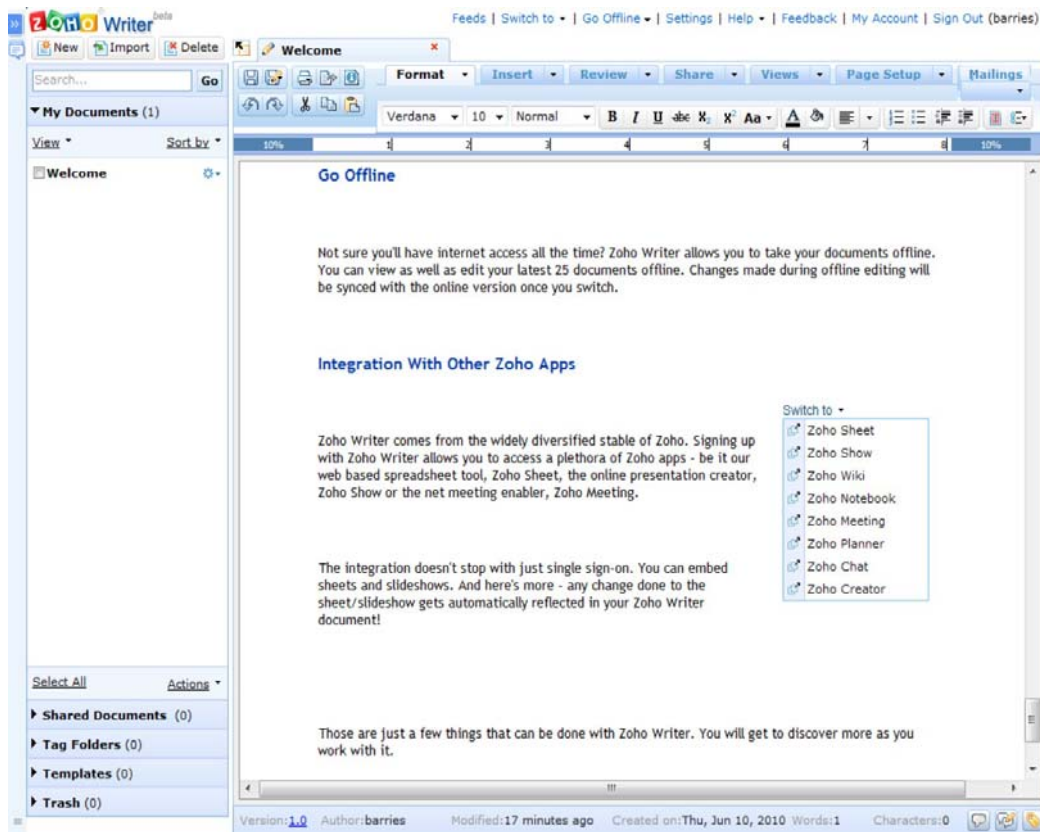 ZOHO Writer beta
Feeds | Switch to | Go Offline | Settings | Help | Feedback | My Account | Sign Out (barries)
New Import Delete
Welcome
Search... Go
Format Insert Review Share Views Page Setup Mailings
My Documents (1)
Verdana 10 Normal B I U abc X₂ X² Aa A
View Sort by
10% 1 2 3 4 5 6 7 8 10%
Welcome
Go Offline
Not sure you'll have internet access all the time? Zoho Writer allows you to take your documents offline.
You can view as well as edit your latest 25 documents offline. Changes made during offline editing will
be synced with the online version once you switch.
Integration With Other Zoho Apps
Zoho Writer comes from the widely diversified stable of Zoho. Signing up
with Zoho Writer allows you to access a plethora of Zoho apps - be it our
web based spreadsheet tool, Zoho Sheet, the online presentation creator,
Zoho Show or the net meeting enabler, Zoho Meeting.
The integration doesn't stop with just single sign-on. You can embed
sheets and slideshows. And here's more - any change done to the
sheet/slideshow gets automatically reflected in your Zoho Writer
document!
Switch to
Zoho Sheet
Zoho Show
Zoho Wiki
Zoho Notebook
Zoho Meeting
Zoho Planner
Zoho Chat
Zoho Creator
Those are just a few things that can be done with Zoho Writer. You will get to discover more as you
work with it.
Select All Actions
Shared Documents (0)
Tag Folders (0)
Templates (0)
Trash (0)
Version:1.0 Author:barries Modified:17 minutes ago Created on:Thu, Jun 10, 2010 Words:1 Characters:0